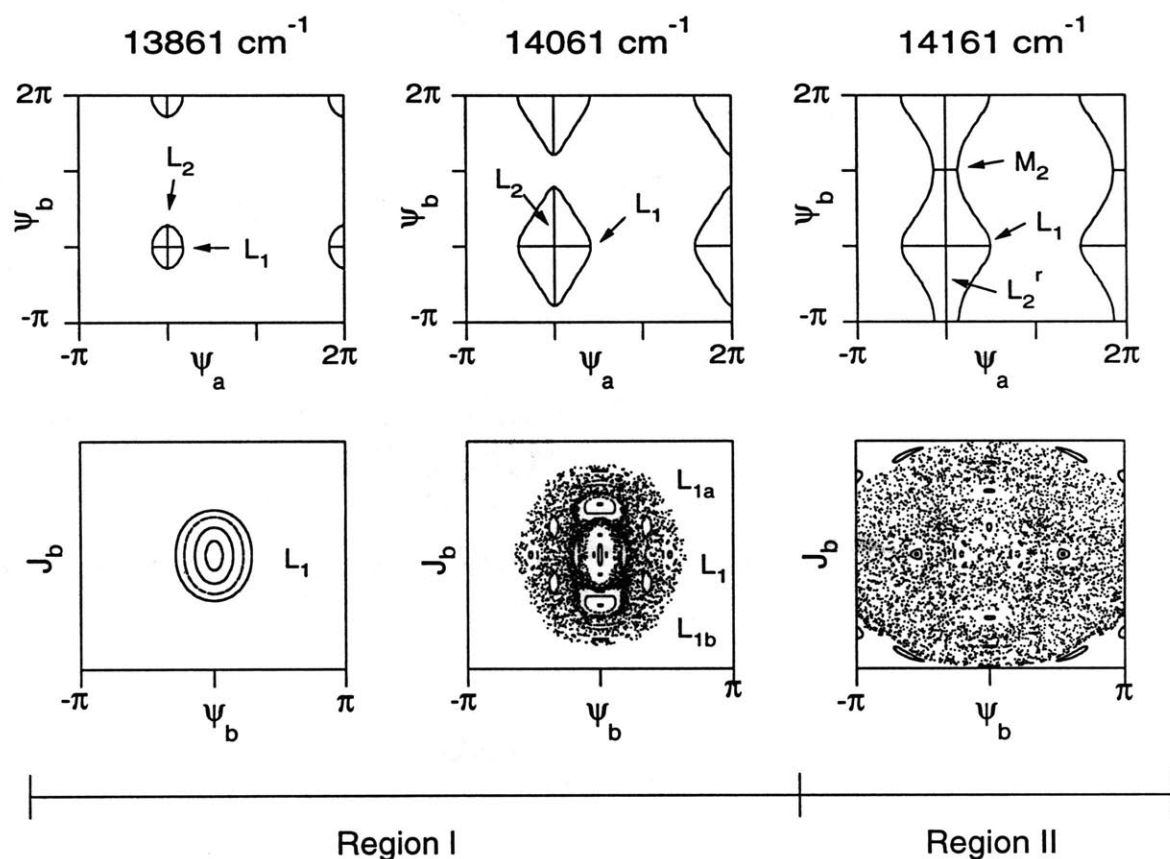 13861 cm⁻¹ 14061 cm⁻¹ 14161 cm⁻¹
2π 2π 2π
L₂ M₂
Ψb L₂ L₁ Ψb L₁
L₁ L₂ʳ
-π -π -π
-π 2π -π 2π -π 2π
Ψa Ψa Ψa
L₁ₐ
Jb L₁ Jb L₁ Jb
L₁b
-π π -π π -π π
Ψb Ψb Ψb
Region I Region II